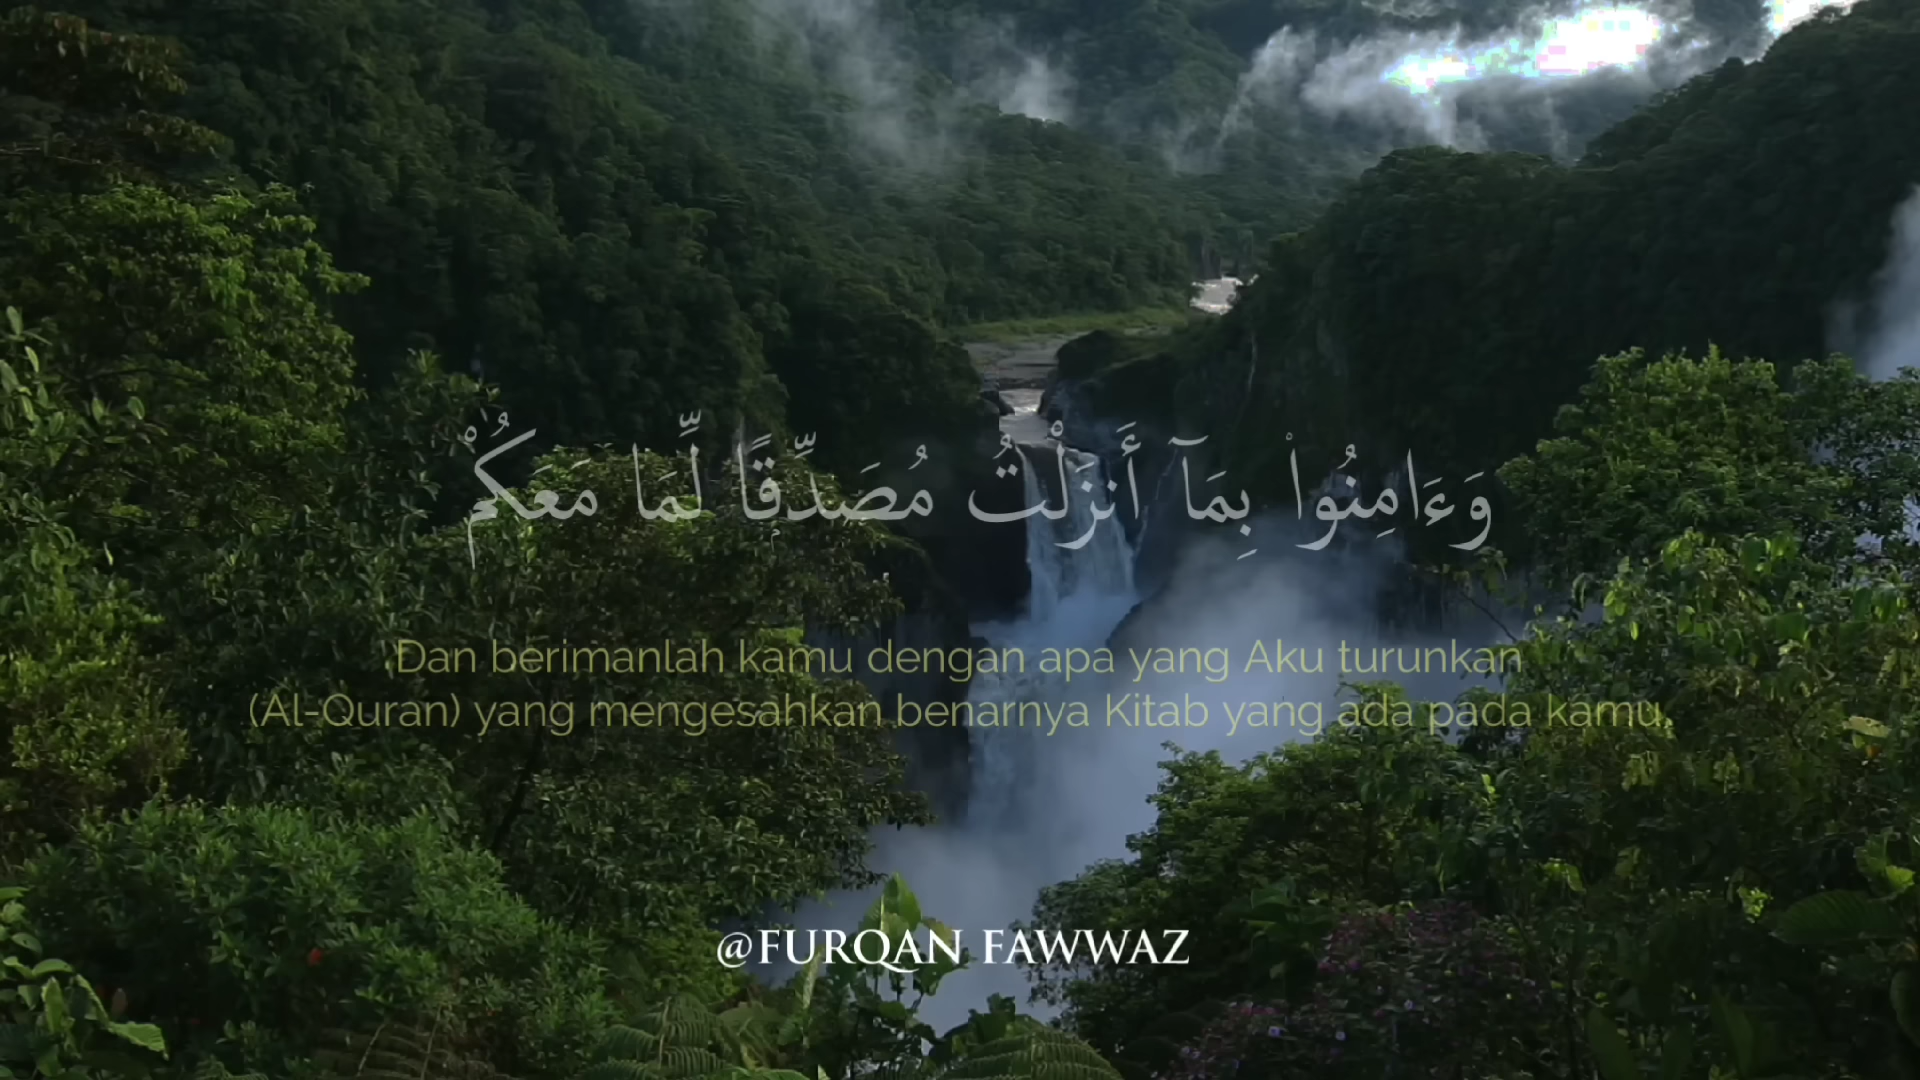 وَءَامِنُوا۟ بِمَآ أَنزَلْتُ مُصَدِّقًا لِّمَا مَعَكُمْ
Dan berimanlah kamu dengan apa yang Aku turunkan
(Al-Quran) yang mengesahkan benarnya Kitab yang ada pada kamu,
@FURQAN FAWWAZ